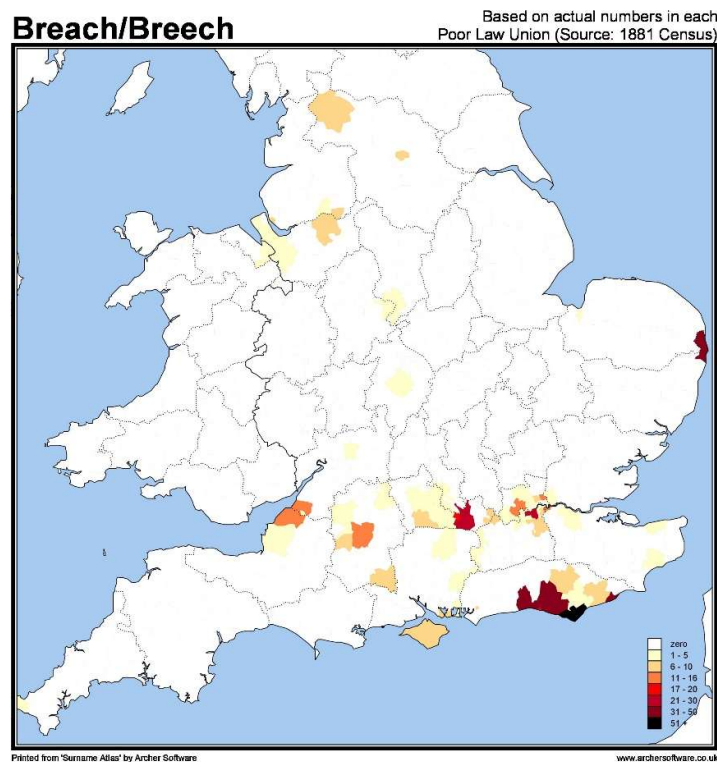 Breach/Breech
Based on actual numbers in each
Poor Law Union (Source: 1881 Census)
zero
1 - 5
6 - 10
11 - 16
17 - 20
21 - 30
31 - 50
51 +
Printed from 'Surname Atlas' by Archer Software
www.archersoftware.co.uk